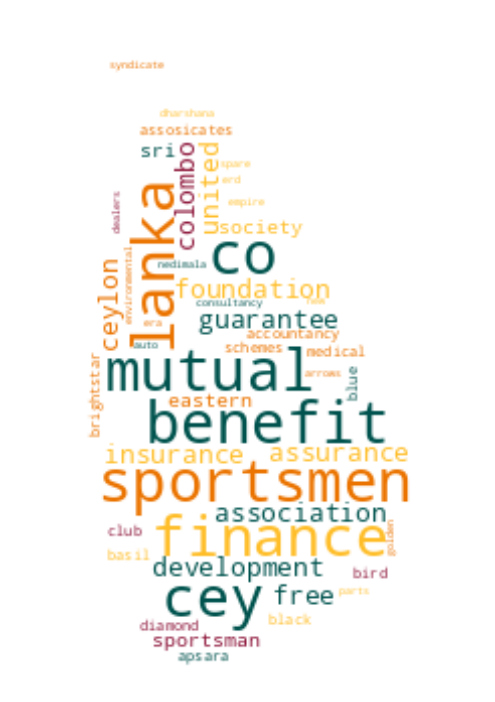 syndicate
dharshana
assosicates
sri
colombo
united
spare
erd
empire
dealers
lanka
society
co
nedimala
environmental
ceylon
foundation
consultancy
era
guarantee
accountancy
auto
schemes
medical
mutual
arrows
blue
brightstar
eastern
benefit
insurance
assurance
sportsmen
association
club
finance
golden
basil
development
bird
cey
free
parts
diamond
black
sportsman
apsara